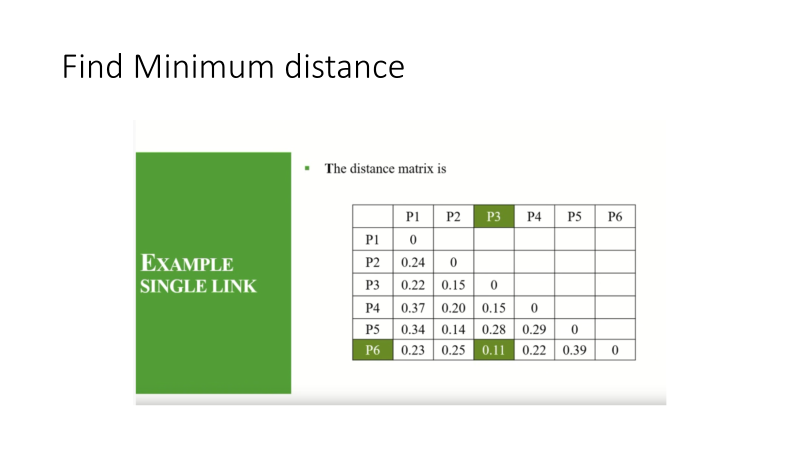 Find Minimum distance
▪ The distance matrix is
EXAMPLE
SINGLE LINK
P1 P2 P3 P4 P5 P6
P1 0
P2 0.24 0
P3 0.22 0.15 0
P4 0.37 0.20 0.15 0
P5 0.34 0.14 0.28 0.29 0
P6 0.23 0.25 0.11 0.22 0.39 0